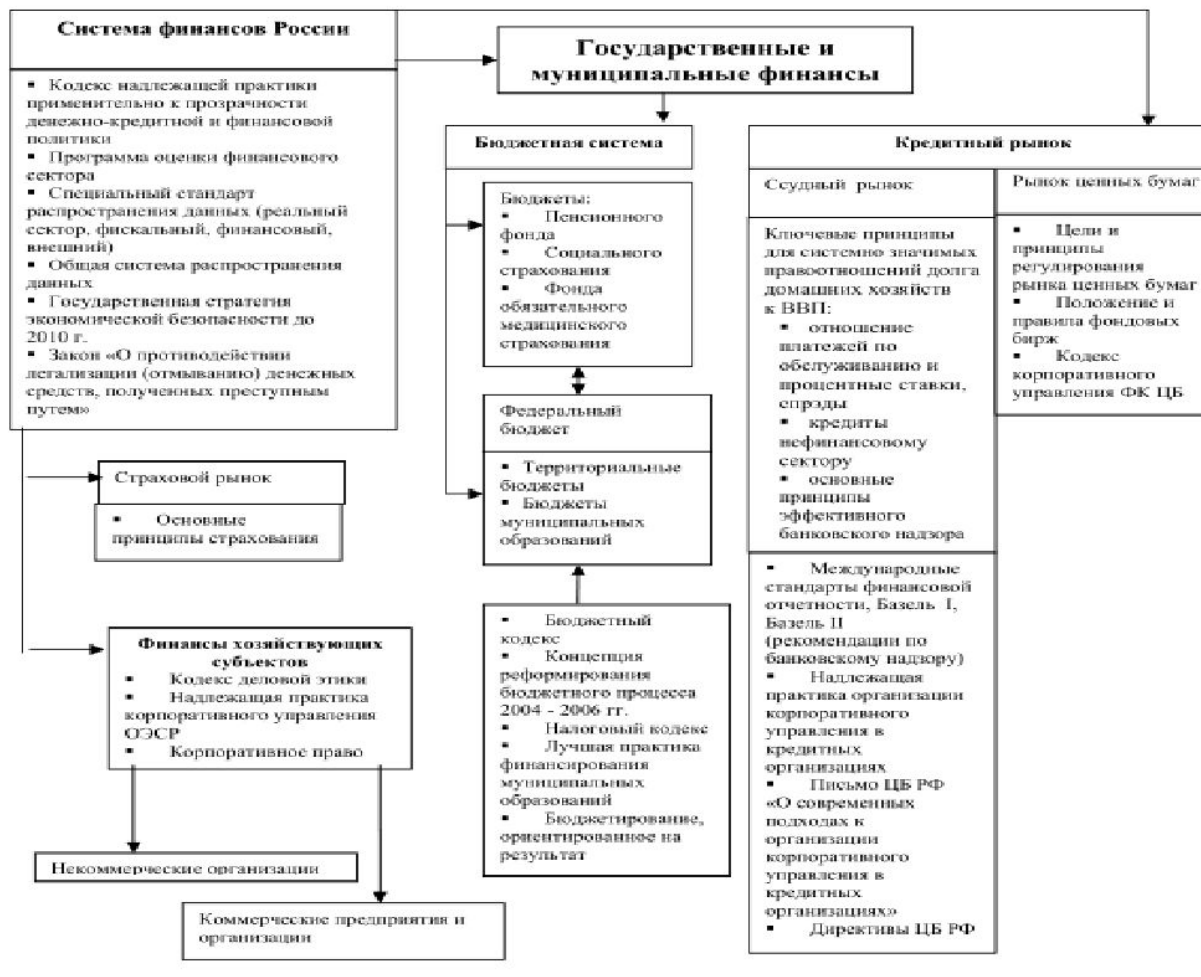 Система финансов России
▪ Кодекс надлежащей практики
применительно к прозрачности
денежно-кредитной и финансовой
политики
▪ Программа оценки финансового
сектора
▪ Специальный стандарт
распространения данных (реальный
сектор, фискальный, финансовый,
внешний)
▪ Общая система распространения
данных
▪ Государственная стратегия
экономической безопасности до
2010 г.
▪ Закон «О противодействии
легализации (отмыванию) денежных
средств, полученных преступным
путем»
Страховой рынок
▪ Основные
принципы страхования
Финансы хозяйствующих
субъектов
▪ Кодекс деловой этики
▪ Надлежащая практика
корпоративного управления
ОЭСР
▪ Корпоративное право
Некоммерческие организации
Коммерческие предприятия и
организации
Государственные и
муниципальные финансы
Бюджетная система
Бюджеты:
▪ Пенсионного
фонда
▪ Социального
страхования
▪ Фонда
обязательного
медицинского
страхования
Федеральный
бюджет
▪ Территориальные
бюджеты
▪ Бюджеты
муниципальных
образований
▪ Бюджетный
кодекс
▪ Концепция
реформирования
бюджетного процесса
2004 - 2006 гг.
▪ Налоговый кодекс
▪ Лучшая практика
финансирования
муниципальных
образований
▪ Бюджетирование,
ориентированное на
результат
Кредитный рынок
Ссудный рынок
Ключевые принципы
для системно значимых
правоотношений долга
домашних хозяйств
к ВВП:
▪ отношение
платежей по
обслуживанию и
процентные ставки,
спрэды
▪ кредиты
нефинансовому
сектору
▪ основные
принципы
эффективного
банковского надзора
▪ Международные
стандарты финансовой
отчетности, Базель I,
Базель II
(рекомендации по
банковскому надзору)
▪ Надлежащая
практика организации
корпоративного
управления в
кредитных
организациях
▪ Письмо ЦБ РФ
«О современных
подходах к
организации
корпоративного
управления в
кредитных
организациях»
▪ Директивы ЦБ РФ
Рынок ценных бумаг
▪ Цели и
принципы
регулирования
рынка ценных бумаг
▪ Положение и
правила фондовых
бирж
▪ Кодекс
корпоративного
управления ФК ЦБ